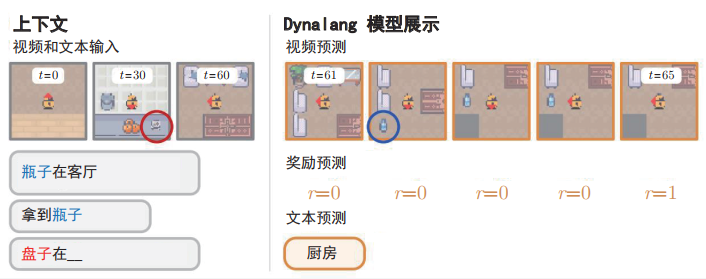 上下文
视频和文本输入
t=0
t=30
t=60
瓶子在客厅
拿到瓶子
盘子在__
Dynalang 模型展示
视频预测
t=61
t=65
奖励预测
r=0
r=0
r=0
r=0
r=1
文本预测
厨房